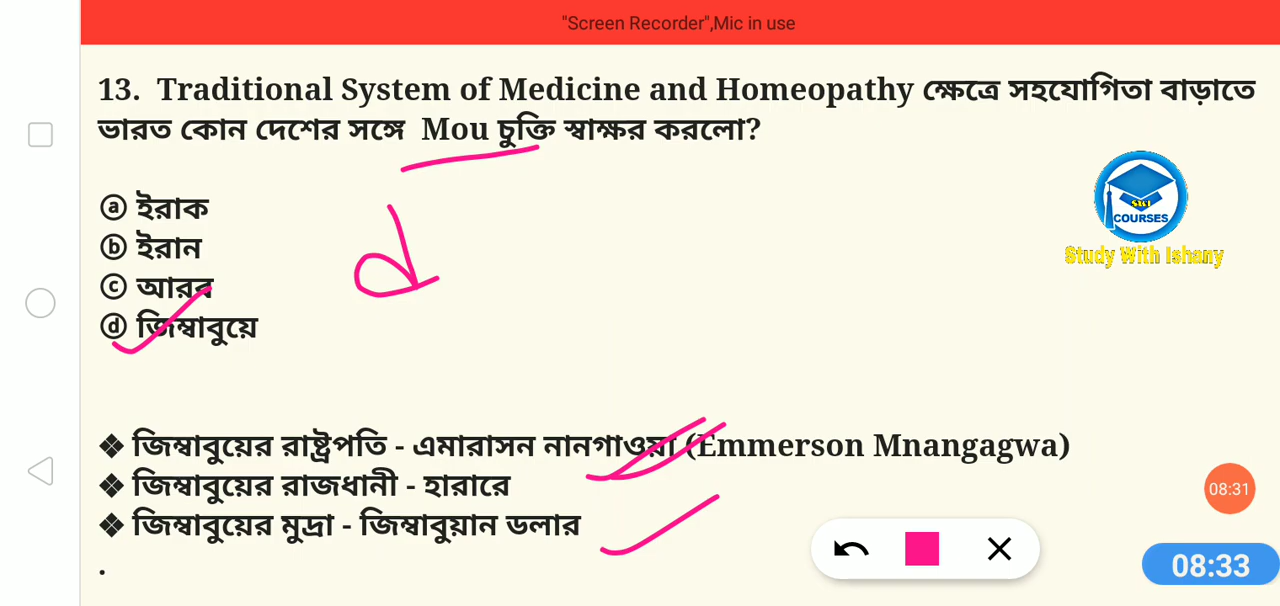 "Screen Recorder",Mic in use
13. Traditional System of Medicine and Homeopathy ক্ষেত্রে সহযোগিতা বাড়াতে
ভারত কোন দেশের সঙ্গে Mou চুক্তি স্বাক্ষর করলো?
ⓐ ইরাক
ⓑ ইরান
ⓒ আরব
ⓓ জিম্বাবুয়ে
d
COURSES
Study With Ishany
❖ জিম্বাবুয়ের রাষ্ট্রপতি - এমারাসন নানগাওয়া (Emmerson Mnangagwa)
❖ জিম্বাবুয়ের রাজধানী - হারারে
❖ জিম্বাবুয়ের মুদ্রা - জিম্বাবুয়ান ডলার
.
08:31
08:33